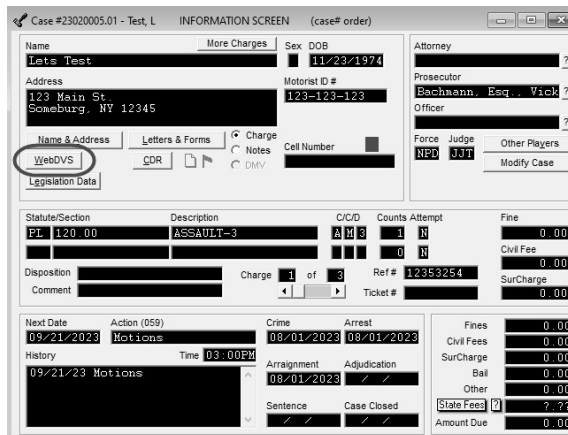 Case #23020005.01 - Test, L INFORMATION SCREEN (case# order)
Name More Charges Sex DOB
Lets Test 11/23/1974
Address Motorist ID #
123 Main St. 123-123-123
Someburg, NY 12345
Name & Address Letters & Forms Charge Cell Number
WebDVS CDR Notes
DMV
Legislation Data
Attorney
?
Prosecutor
Bachmann, Esq., Vick ?
Officer
?
Force Judge Other Players
NPD JJT Modify Case
Statute/Section Description C/C/D Counts Attempt Fine
PL 120.00 ASSAULT-3 A M 3 1 N 0.00
0 N Civil Fee
0.00
Disposition Charge 1 of 3 Ref # 12353254 SurCharge
Comment Ticket # 0.00
Next Date Action (059) Crime Arrest
09/21/2023 Motions 08/01/2023 08/01/2023
History Time 03:00PM Arraignment Adjudication
09/21/23 Motions 08/01/2023 / /
Sentence Case Closed
/ / / /
Fines 0.00
Civil Fees 0.00
SurCharge 0.00
Bail 0.00
Other 0.00
State Fees ? ?.??
Amount Due 0.00